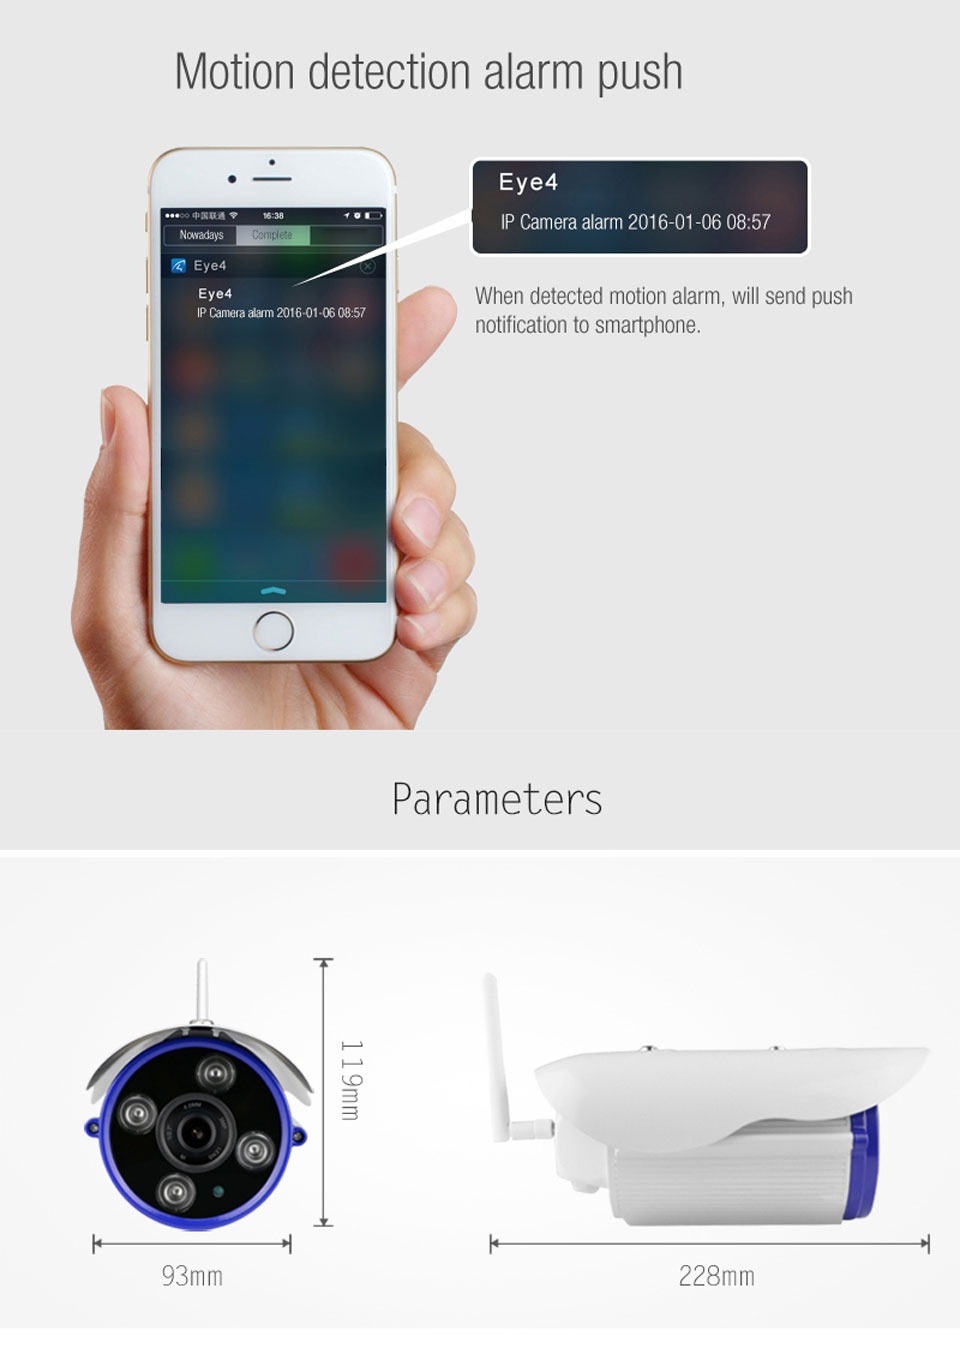 Motion detection alarm push
中国联通 16:38
Nowadays Complete
Eye4
Eye4
IP Camera alarm 2016-01-06 08:57
Eye4
IP Camera alarm 2016-01-06 08:57
When detected motion alarm, will send push
notification to smartphone.
Parameters
119mm
93mm
228mm